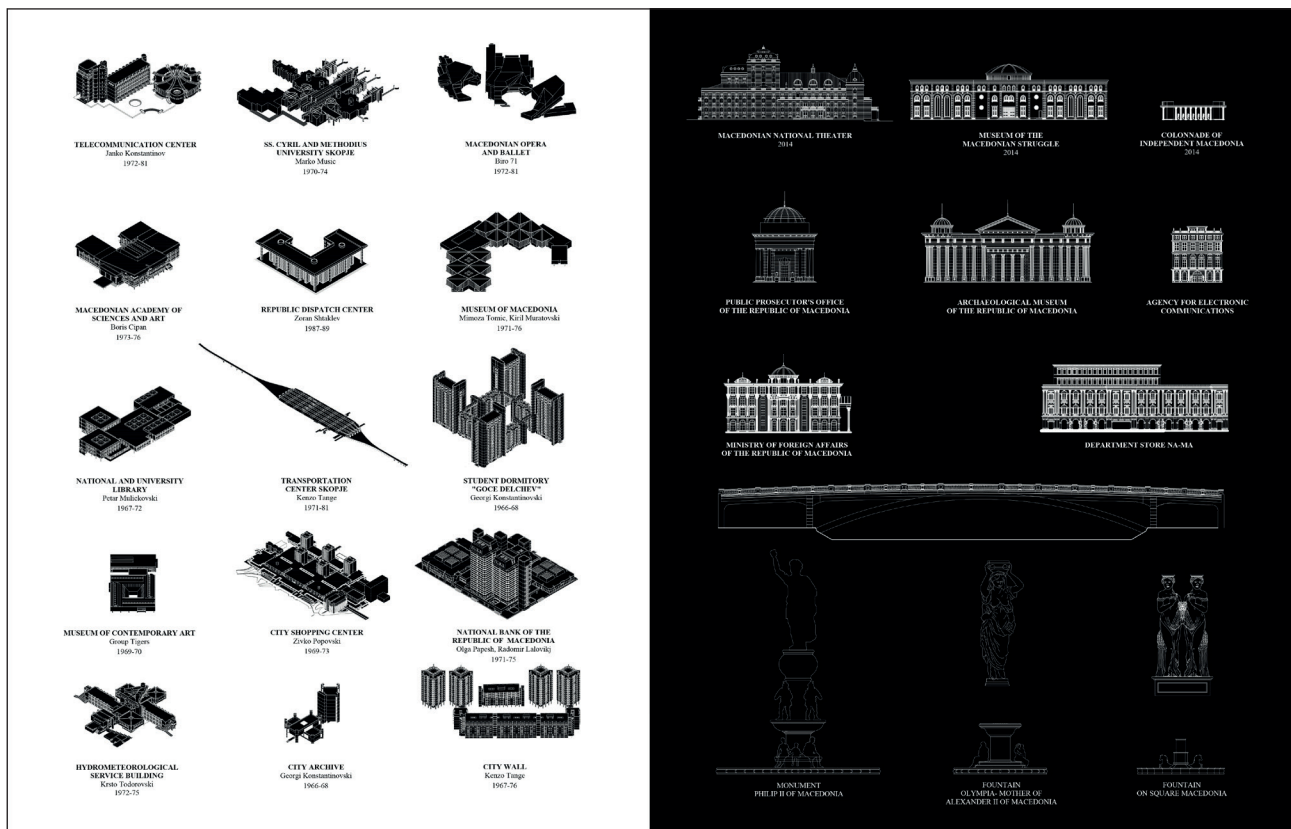 TELECOMMUNICATION CENTER
Janko Konstantinov
1972-81
SS. CYRIL AND METHODIUS
UNIVERSITY SKOPJE
Marko Music
1970-74
MACEDONIAN OPERA
AND BALLET
Biro 71
1972-81
MACEDONIAN ACADEMY OF
SCIENCES AND ART
Boris Cipan
1973-76
REPUBLIC DISPATCH CENTER
Zoran Shtaklev
1987-89
MUSEUM OF MACEDONIA
Mimoza Tomic, Kiril Muratovski
1971-76
NATIONAL AND UNIVERSITY
LIBRARY
Petar Mulickovski
1967-72
TRANSPORTATION
CENTER SKOPJE
Kenzo Tange
1971-81
STUDENT DORMITORY
"GOCE DELCHEV"
Georgi Konstantinovski
1966-68
MUSEUM OF CONTEMPORARY ART
Group Tigers
1969-70
CITY SHOPPING CENTER
Zivko Popovski
1969-73
NATIONAL BANK OF THE
REPUBLIC OF MACEDONIA
Olga Papesh, Radomir Lalovikj
1971-75
HYDROMETEOROLOGICAL
SERVICE BUILDING
Krsto Todorovski
1972-75
CITY ARCHIVE
Georgi Konstantinovski
1966-68
CITY WALL
Kenzo Tange
1967-76
MACEDONIAN NATIONAL THEATER
2014
MUSEUM OF THE
MACEDONIAN STRUGGLE
2014
COLONNADE OF
INDEPENDENT MACEDONIA
2014
PUBLIC PROSECUTOR'S OFFICE
OF THE REPUBLIC OF MACEDONIA
ARCHAEOLOGICAL MUSEUM
OF THE REPUBLIC OF MACEDONIA
AGENCY FOR ELECTRONIC
COMMUNICATIONS
MINISTRY OF FOREIGN AFFAIRS
OF THE REPUBLIC OF MACEDONIA
DEPARTMENT STORE NA-MA
MONUMENT
PHILIP II OF MACEDONIA
FOUNTAIN
OLYMPIA- MOTHER OF
ALEXANDER II OF MACEDONIA
FOUNTAIN
ON SQUARE MACEDONIA